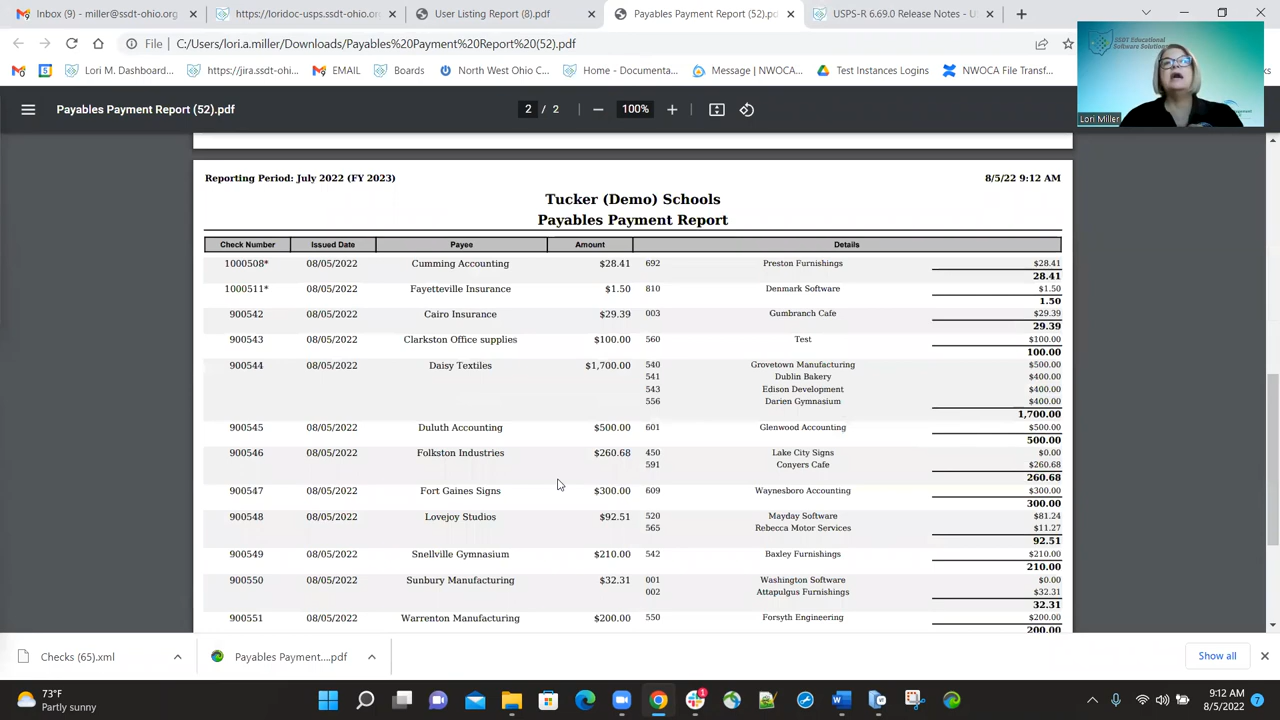 Inbox (9) - miller@ssdt-ohio.org
https://loridoc-usps.ssdt-ohio.or
User Listing Report (8).pdf
Payables Payment Report (52).pdf
USPS-R 6.69.0 Release Notes - U
File
C:/Users/lori.a.miller/Downloads/Payables%20Payment%20Report%20(52).pdf
Lori M. Dashboard...
https://jira.ssdt-ohi...
EMAIL
Boards
North West Ohio C...
Home - Documenta...
Message | NWOCA...
Test Instances Logins
NWOCA File Transf...
SSDT Educational
Software Solutions
Lori Miller
Payables Payment Report (52).pdf
2 / 2
100%
Reporting Period: July 2022 (FY 2023)
8/5/22 9:12 AM
Tucker (Demo) Schools
Payables Payment Report
Check Number Issued Date Payee Amount Details
1000508* 08/05/2022 Cumming Accounting $28.41 692 Preston Furnishings $28.41
28.41
1000511* 08/05/2022 Fayetteville Insurance $1.50 810 Denmark Software $1.50
1.50
900542 08/05/2022 Cairo Insurance $29.39 003 Gumbranch Cafe $29.39
29.39
900543 08/05/2022 Clarkston Office supplies $100.00 560 Test $100.00
100.00
900544 08/05/2022 Daisy Textiles $1,700.00 540 Grovetown Manufacturing $500.00
541 Dublin Bakery $400.00
543 Edison Development $400.00
556 Darien Gymnasium $400.00
1,700.00
900545 08/05/2022 Duluth Accounting $500.00 601 Glenwood Accounting $500.00
500.00
900546 08/05/2022 Folkston Industries $260.68 450 Lake City Signs $0.00
591 Conyers Cafe $260.68
260.68
900547 08/05/2022 Fort Gaines Signs $300.00 609 Waynesboro Accounting $300.00
300.00
900548 08/05/2022 Lovejoy Studios $92.51 520 Mayday Software $81.24
565 Rebecca Motor Services $11.27
92.51
900549 08/05/2022 Snellville Gymnasium $210.00 542 Baxley Furnishings $210.00
210.00
900550 08/05/2022 Sunbury Manufacturing $32.31 001 Washington Software $0.00
002 Attapulgus Furnishings $32.31
32.31
900551 08/05/2022 Warrenton Manufacturing $200.00 550 Forsyth Engineering $200.00
200.00
Checks (65).xml
Payables Payment....pdf
Show all
73°F
Partly sunny
1
9:12 AM
8/5/2022
7